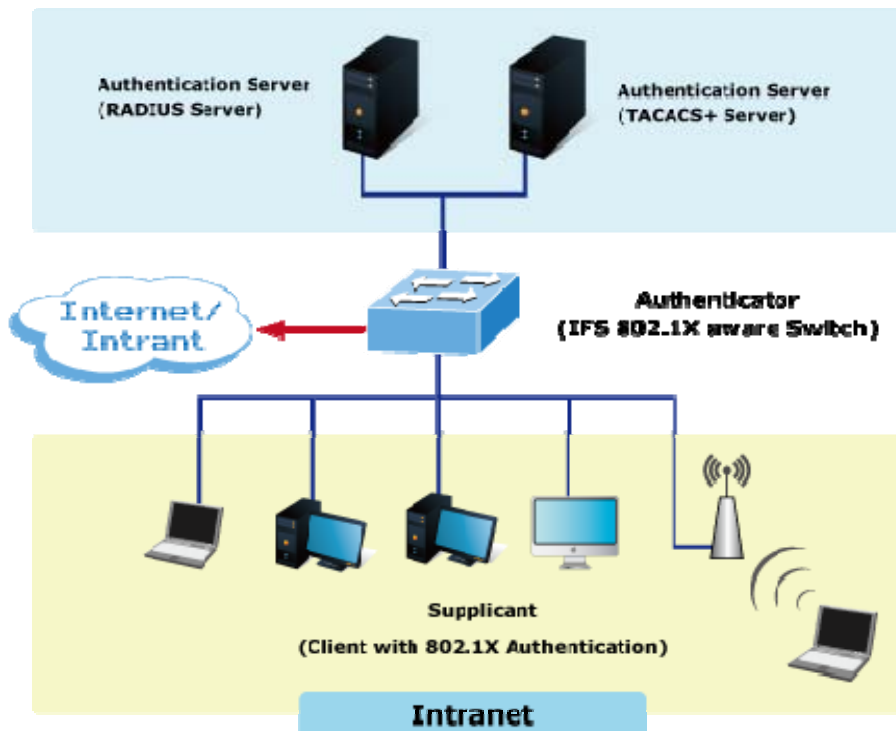 Authentication Server
(RADIUS Server)
Authentication Server
(TACACS+ Server)
Internet/
Intrant
Authenticator
(IFS 802.1X aware Switch)
Supplicant
(Client with 802.1X Authentication)
Intranet